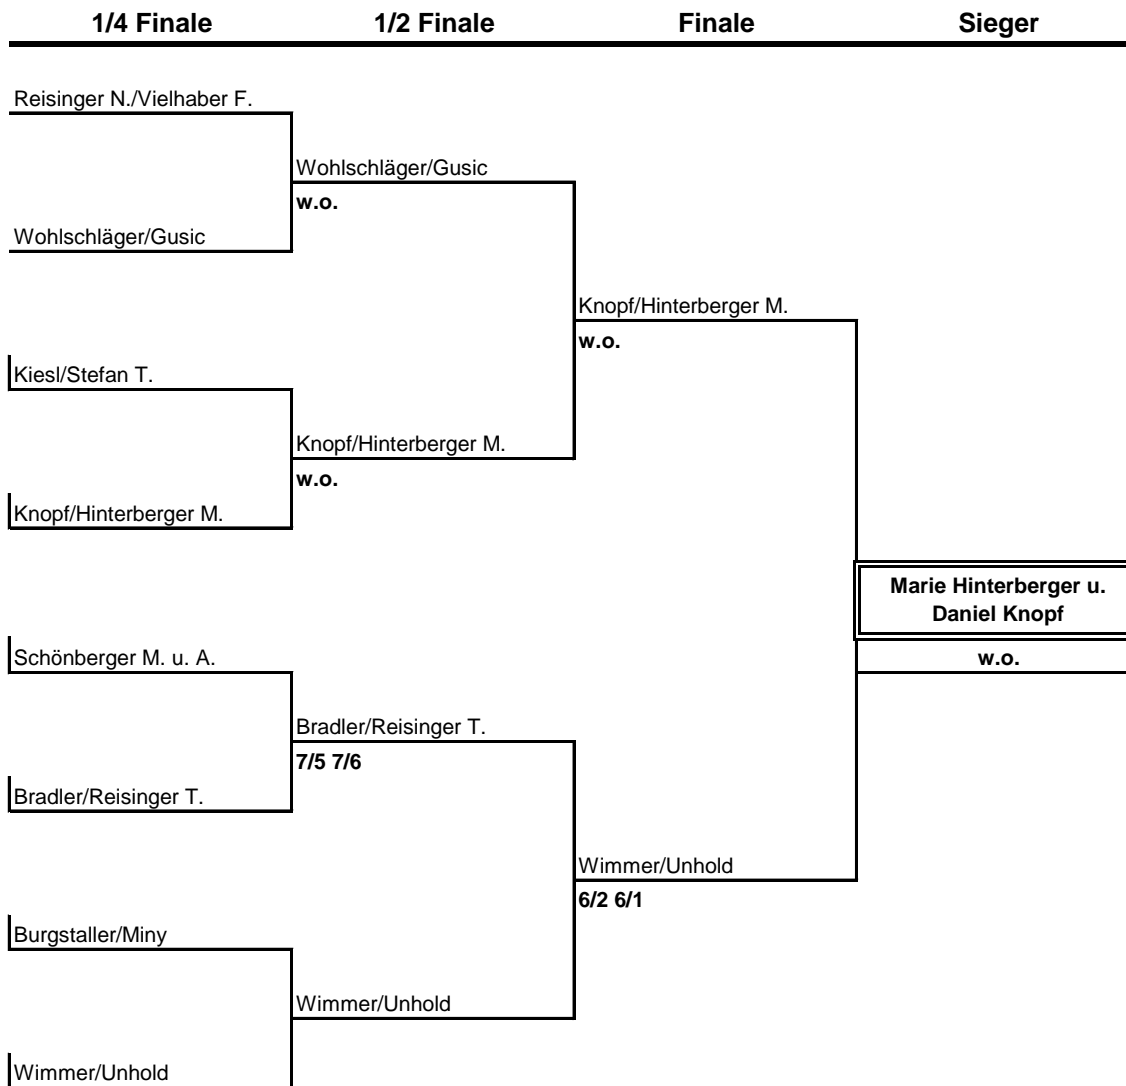 1/4 Finale 1/2 Finale Finale Sieger
Reisinger N./Vielhaber F.
Wohlschläger/Gusic
w.o.
Wohlschläger/Gusic
Knopf/Hinterberger M.
w.o.
Kiesl/Stefan T.
Knopf/Hinterberger M.
w.o.
Knopf/Hinterberger M.
Marie Hinterberger u.
Daniel Knopf
w.o.
Schönberger M. u. A.
Bradler/Reisinger T.
7/5 7/6
Bradler/Reisinger T.
Wimmer/Unhold
6/2 6/1
Burgstaller/Miny
Wimmer/Unhold
Wimmer/Unhold